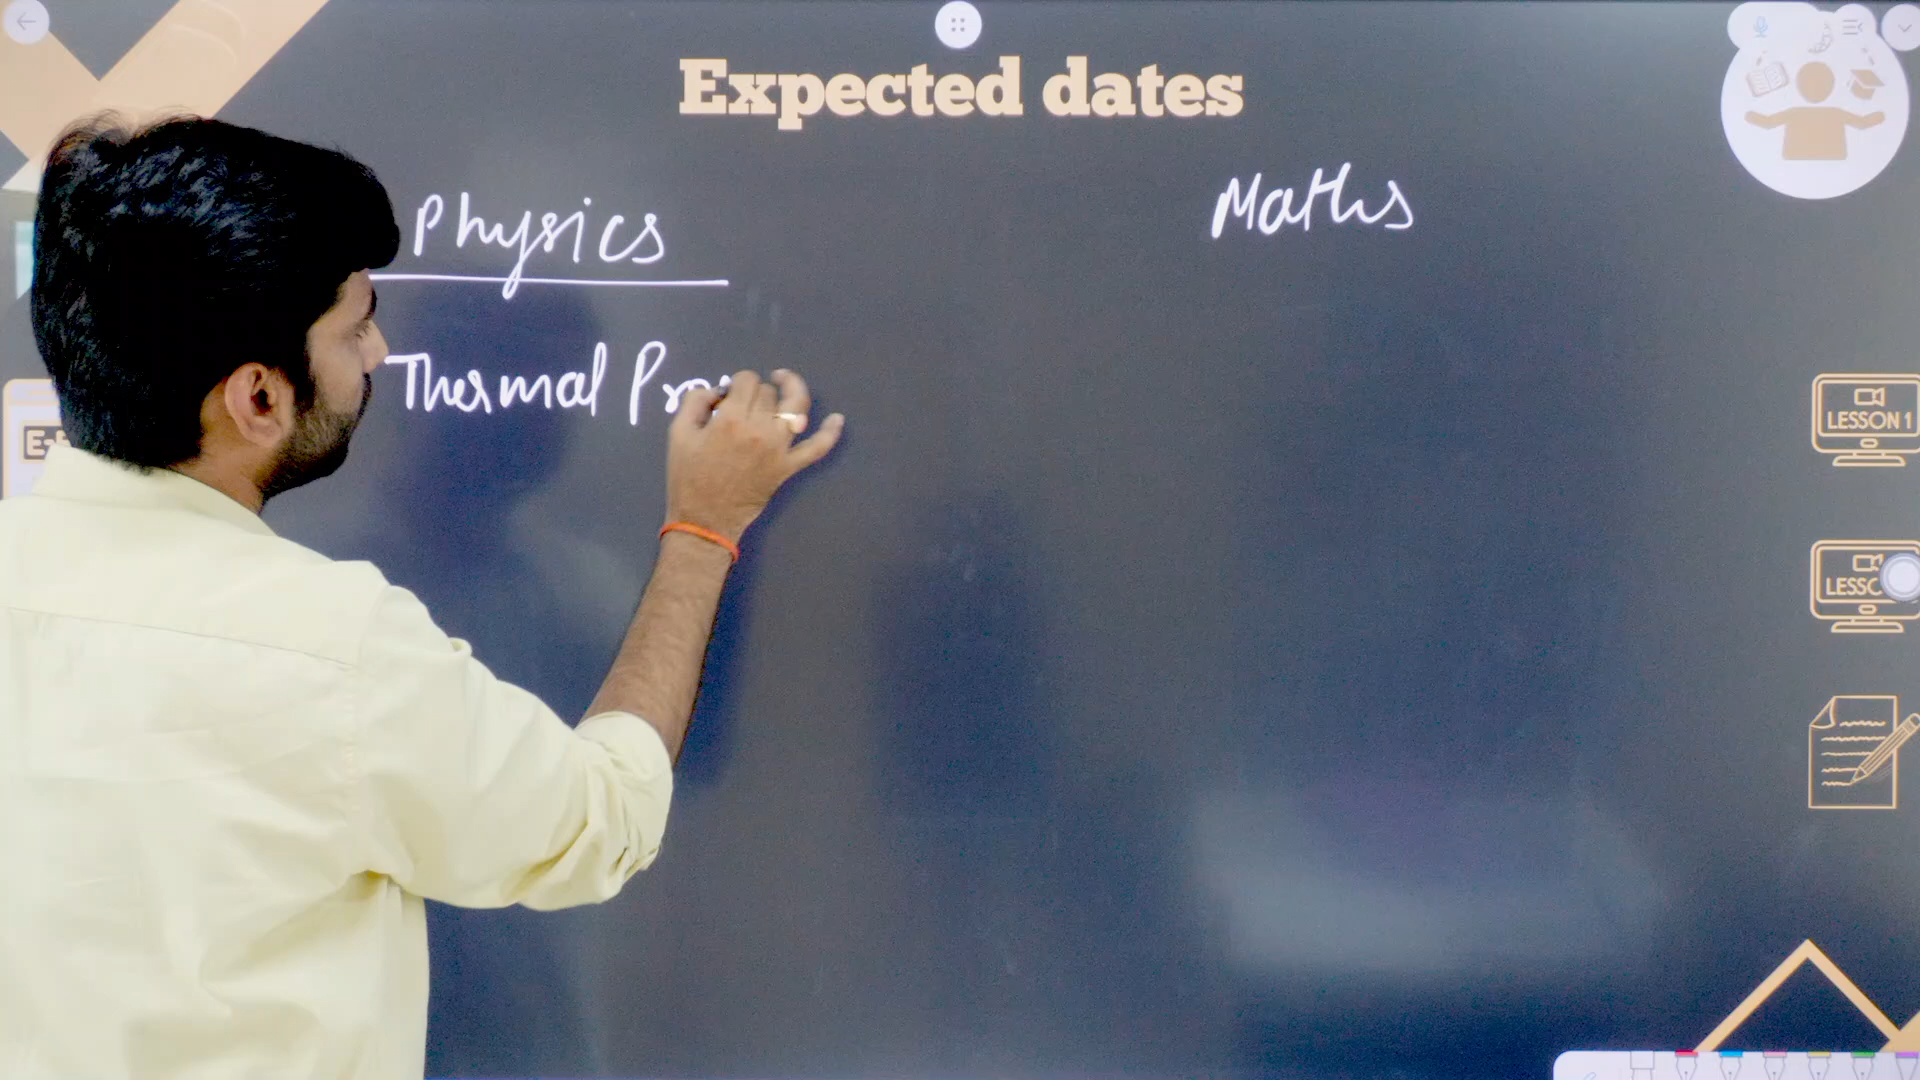 Expected dates
Physics
Maths
Thermal
LESSON 1